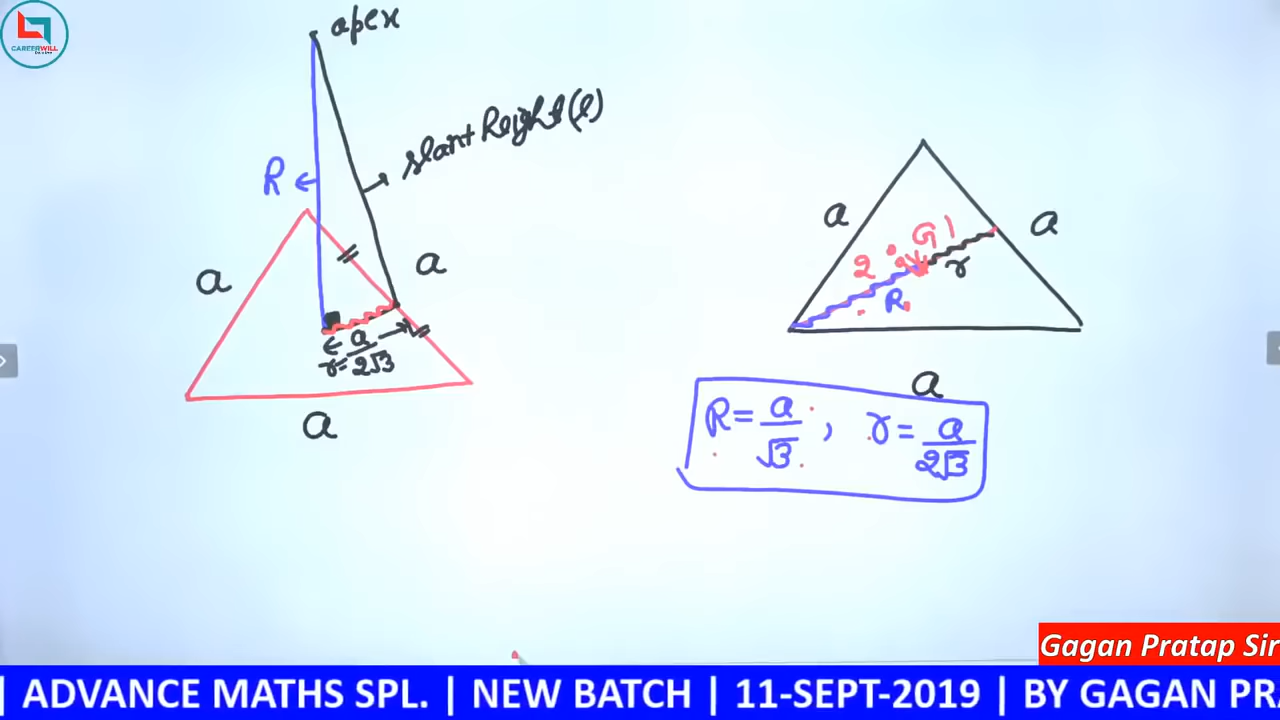 CAREERWILL
apex
slant height (l)
R
a
a
a
r = a/2√3
a
a
2 : 1
G
r
R
a
R = a/√3 ; r = a/2√3
Gagan Pratap Sir
| ADVANCE MATHS SPL. | NEW BATCH | 11-SEPT-2019 | BY GAGAN PRA